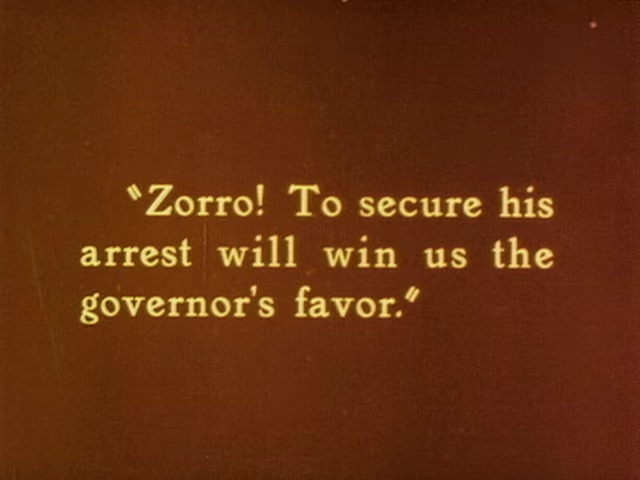 "Zorro! To secure his
arrest will win us the
governor's favor."